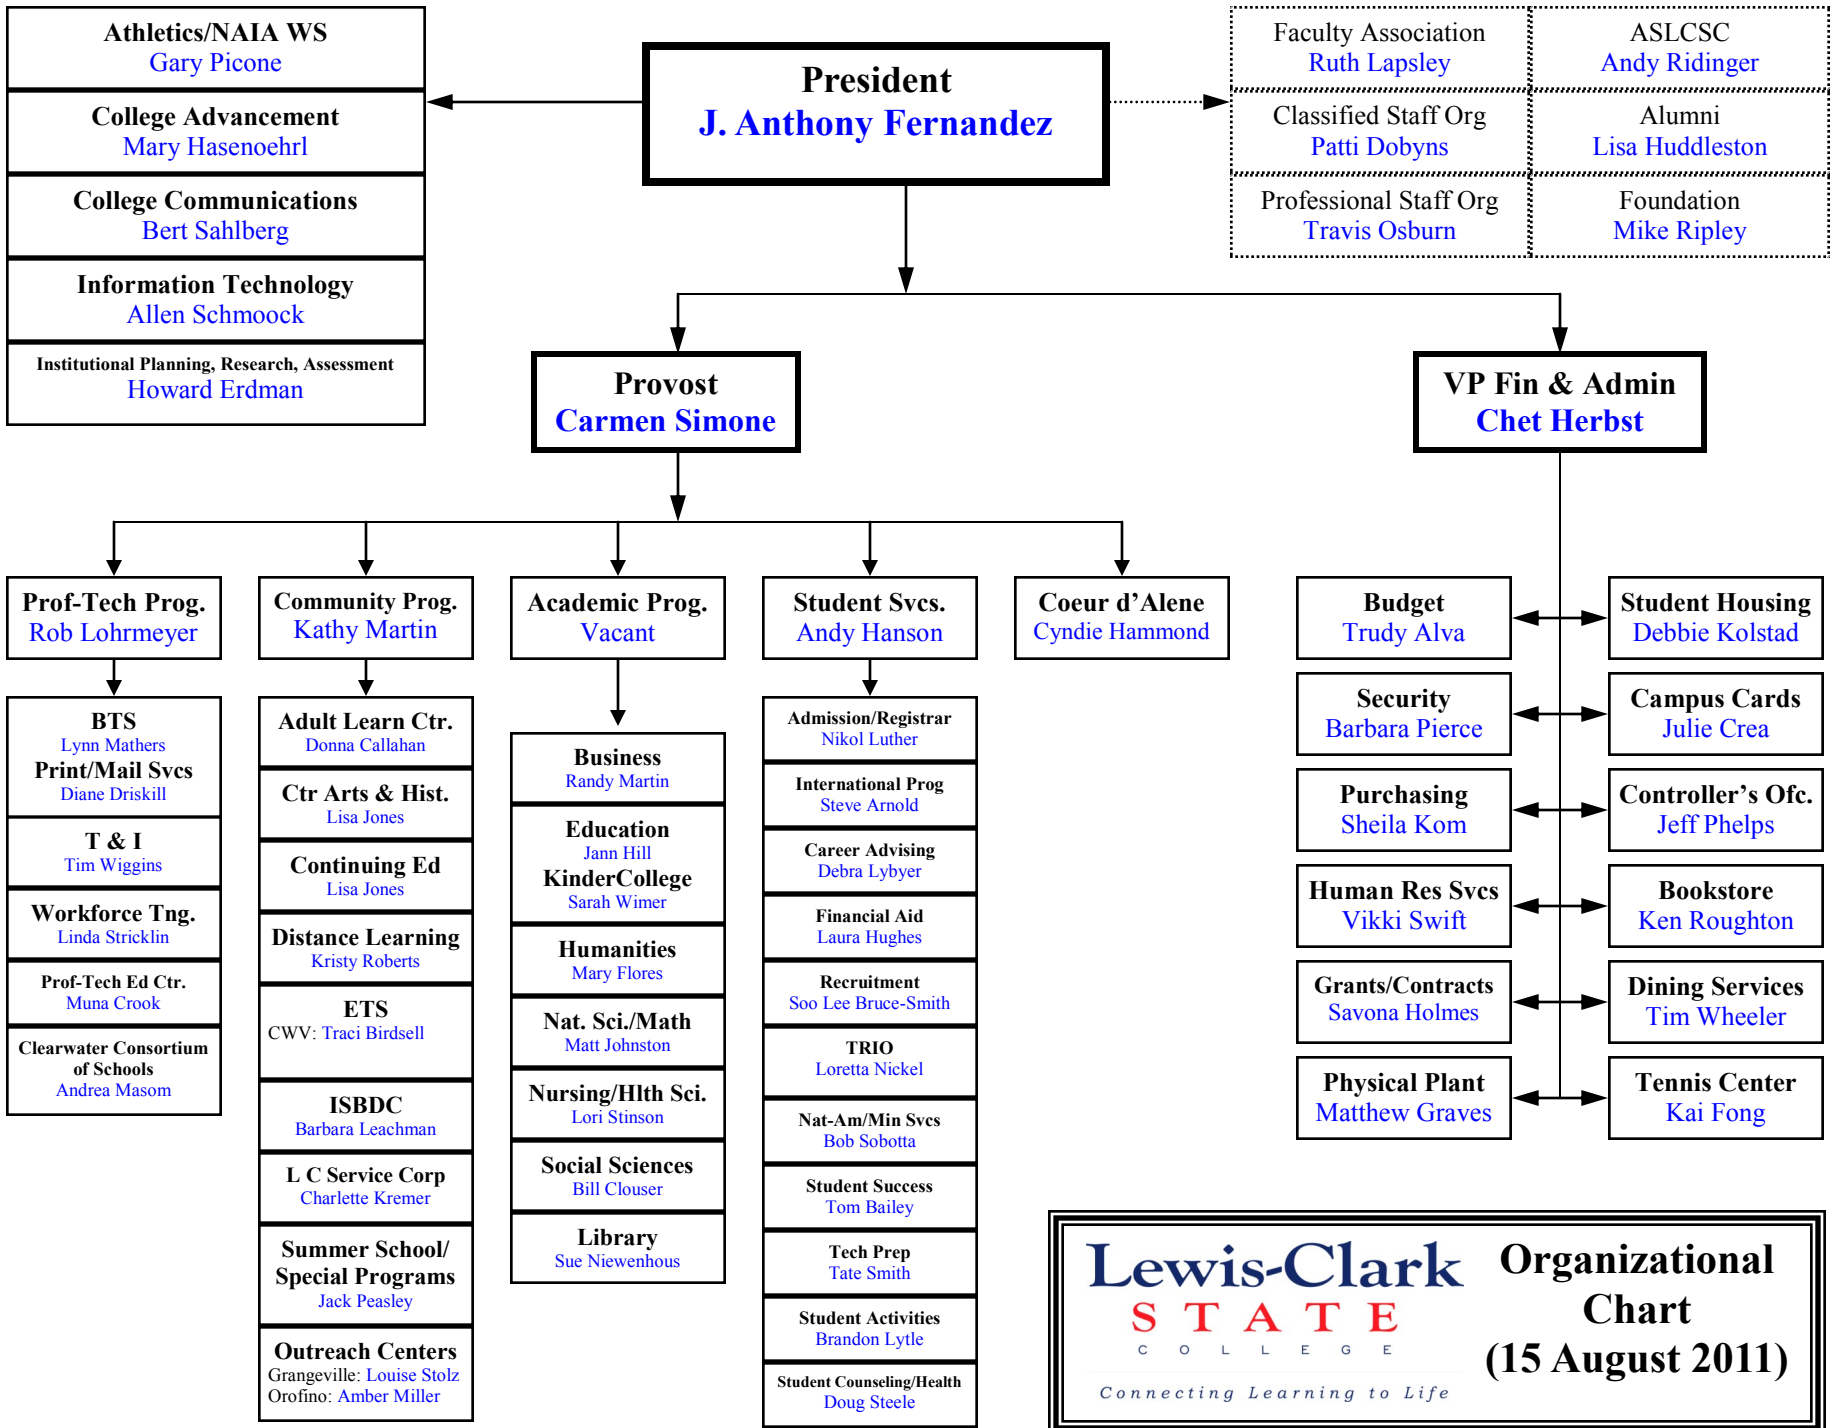 Athletics/NAIA WS
Gary Picone
College Advancement
Mary Hasenoehrl
College Communications
Bert Sahlberg
Information Technology
Allen Schmoock
Institutional Planning, Research, Assessment
Howard Erdman
President
J. Anthony Fernandez
Faculty Association
Ruth Lapsley
ASLCSC
Andy Ridinger
Classified Staff Org
Patti Dobyns
Alumni
Lisa Huddleston
Professional Staff Org
Travis Osburn
Foundation
Mike Ripley
Provost
Carmen Simone
VP Fin & Admin
Chet Herbst
Prof-Tech Prog.
Rob Lohrmeyer
BTS
Lynn Mathers
Print/Mail Svcs
Diane Driskill
T & I
Tim Wiggins
Workforce Tng.
Linda Stricklin
Prof-Tech Ed Ctr.
Muna Crook
Clearwater Consortium
of Schools
Andrea Masom
Community Prog.
Kathy Martin
Adult Learn Ctr.
Donna Callahan
Ctr Arts & Hist.
Lisa Jones
Continuing Ed
Lisa Jones
Distance Learning
Kristy Roberts
ETS
CWV: Traci Birdsell
ISBDC
Barbara Leachman
L C Service Corp
Charlette Kremer
Summer School/
Special Programs
Jack Peasley
Outreach Centers
Grangeville: Louise Stolz
Orofino: Amber Miller
Academic Prog.
Vacant
Business
Randy Martin
Education
Jann Hill
KinderCollege
Sarah Wimer
Humanities
Mary Flores
Nat. Sci./Math
Matt Johnston
Nursing/Hlth Sci.
Lori Stinson
Social Sciences
Bill Clouser
Library
Sue Niewenhous
Student Svcs.
Andy Hanson
Admission/Registrar
Nikol Luther
International Prog
Steve Arnold
Career Advising
Debra Lybyer
Financial Aid
Laura Hughes
Recruitment
Soo Lee Bruce-Smith
TRIO
Loretta Nickel
Nat-Am/Min Svcs
Bob Sobotta
Student Success
Tom Bailey
Tech Prep
Tate Smith
Student Activities
Brandon Lytle
Student Counseling/Health
Doug Steele
Coeur d’Alene
Cyndie Hammond
Budget
Trudy Alva
Student Housing
Debbie Kolstad
Security
Barbara Pierce
Campus Cards
Julie Crea
Purchasing
Sheila Kom
Controller’s Ofc.
Jeff Phelps
Human Res Svcs
Vikki Swift
Bookstore
Ken Roughton
Grants/Contracts
Savona Holmes
Dining Services
Tim Wheeler
Physical Plant
Matthew Graves
Tennis Center
Kai Fong
Lewis-Clark
STATE
COLLEGE
Connecting Learning to Life
Organizational
Chart
(15 August 2011)